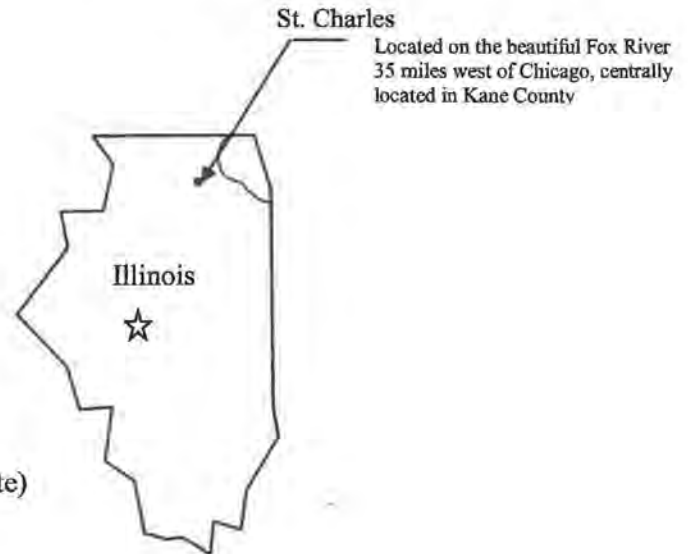 St. Charles
Located on the beautiful Fox River
35 miles west of Chicago, centrally
located in Kane County
Illinois
te)